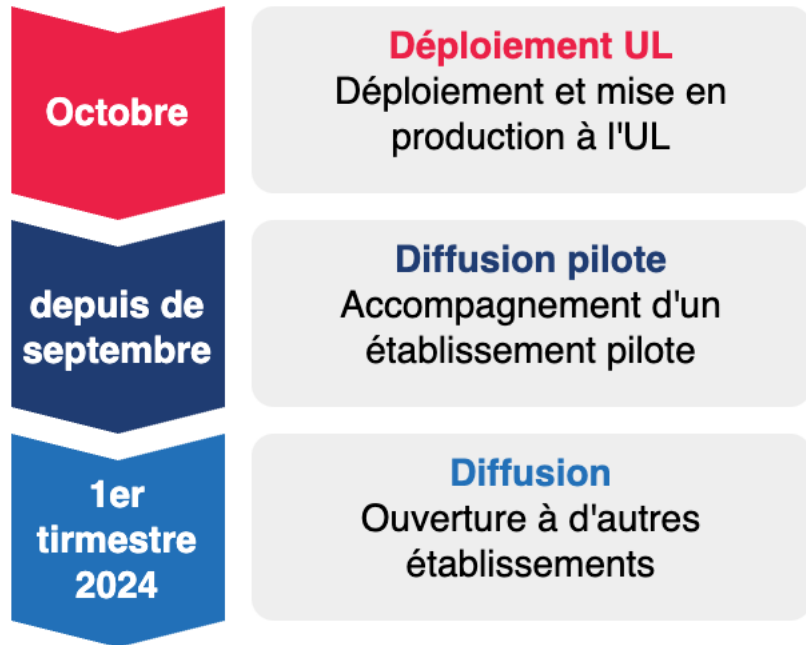 Octobre
Déploiement UL
Déploiement et mise en
production à l'UL
depuis de
septembre
Diffusion pilote
Accompagnement d'un
établissement pilote
1er
tirmestre
2024
Diffusion
Ouverture à d'autres
établissements